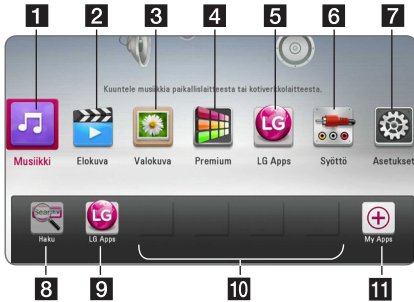 1 2 3 4 5 6 7
Kuuntele musiikkia paikallislaitteesta tai kotiverkkolaitteesta.
LG
Musiikki Elokuva Valokuva Premium LG Apps Syöttö Asetukset
Search LG
Haku LG Apps My Apps
8 9 10 11